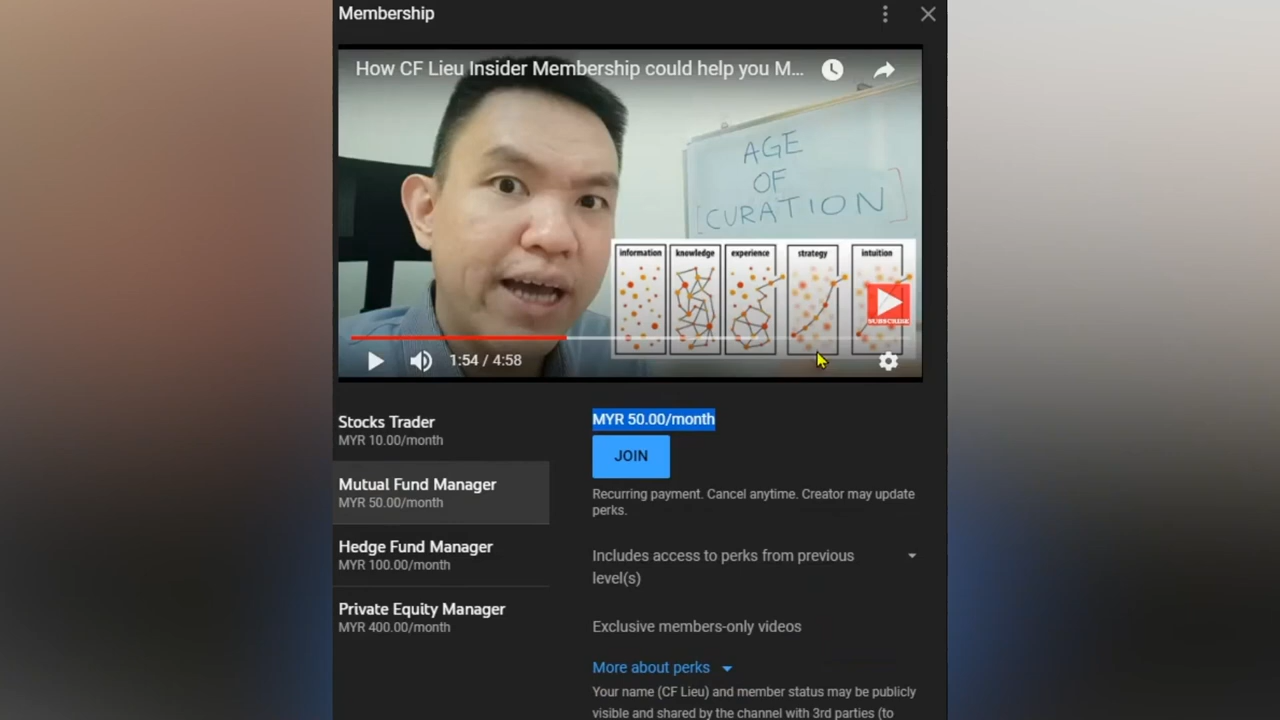 Membership
How CF Lieu Insider Membership could help you M...
AGE
OF
[CURATION]
information knowledge experience strategy intuition
SUBSCRIBE
1:54 / 4:58
Stocks Trader
MYR 10.00/month
Mutual Fund Manager
MYR 50.00/month
Hedge Fund Manager
MYR 100.00/month
Private Equity Manager
MYR 400.00/month
MYR 50.00/month
JOIN
Recurring payment. Cancel anytime. Creator may update
perks.
Includes access to perks from previous
level(s)
Exclusive members-only videos
More about perks
Your name (CF Lieu) and member status may be publicly
visible and shared by the channel with 3rd parties (to